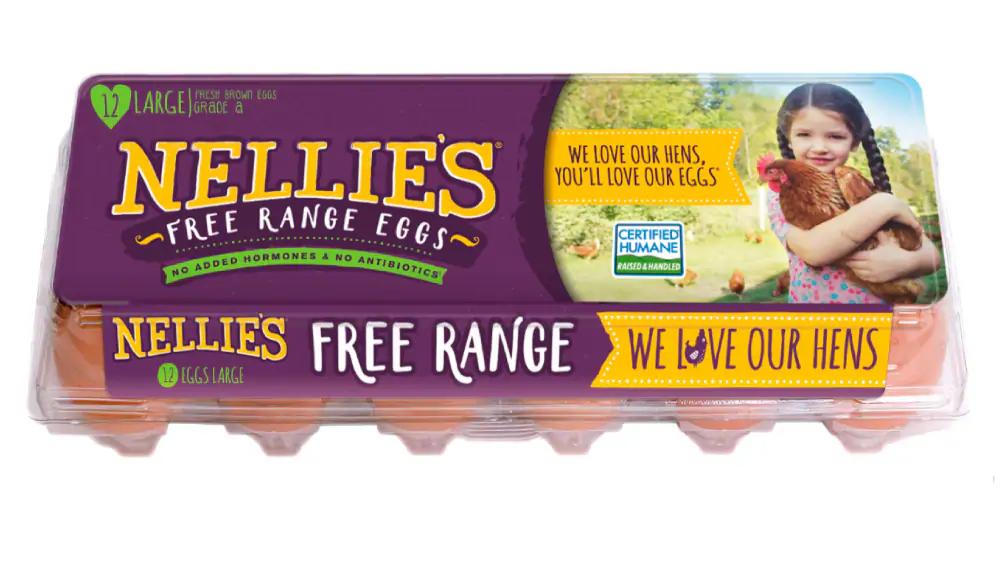 12 LARGE FRESH BROWN EGGS
GRADE a
NELLIE'S®
FREE RANGE EGGS
NO ADDED HORMONES & NO ANTIBIOTICS*
WE LOVE OUR HENS,
YOU'LL LOVE OUR EGGS®
CERTIFIED
HUMANE
RAISED & HANDLED
NELLIE'S
12 EGGS LARGE
FREE RANGE
WE LOVE OUR HENS